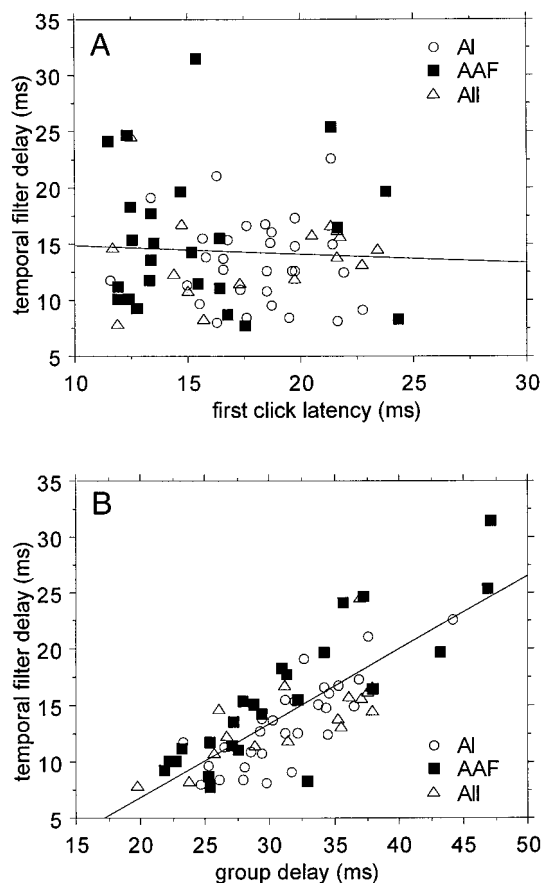 A
AI
AAF
AII
temporal filter delay (ms)
35
30
25
20
15
10
5
10 15 20 25 30
first click latency (ms)
B
AI
AAF
AII
temporal filter delay (ms)
35
30
25
20
15
10
5
15 20 25 30 35 40 45 50
group delay (ms)